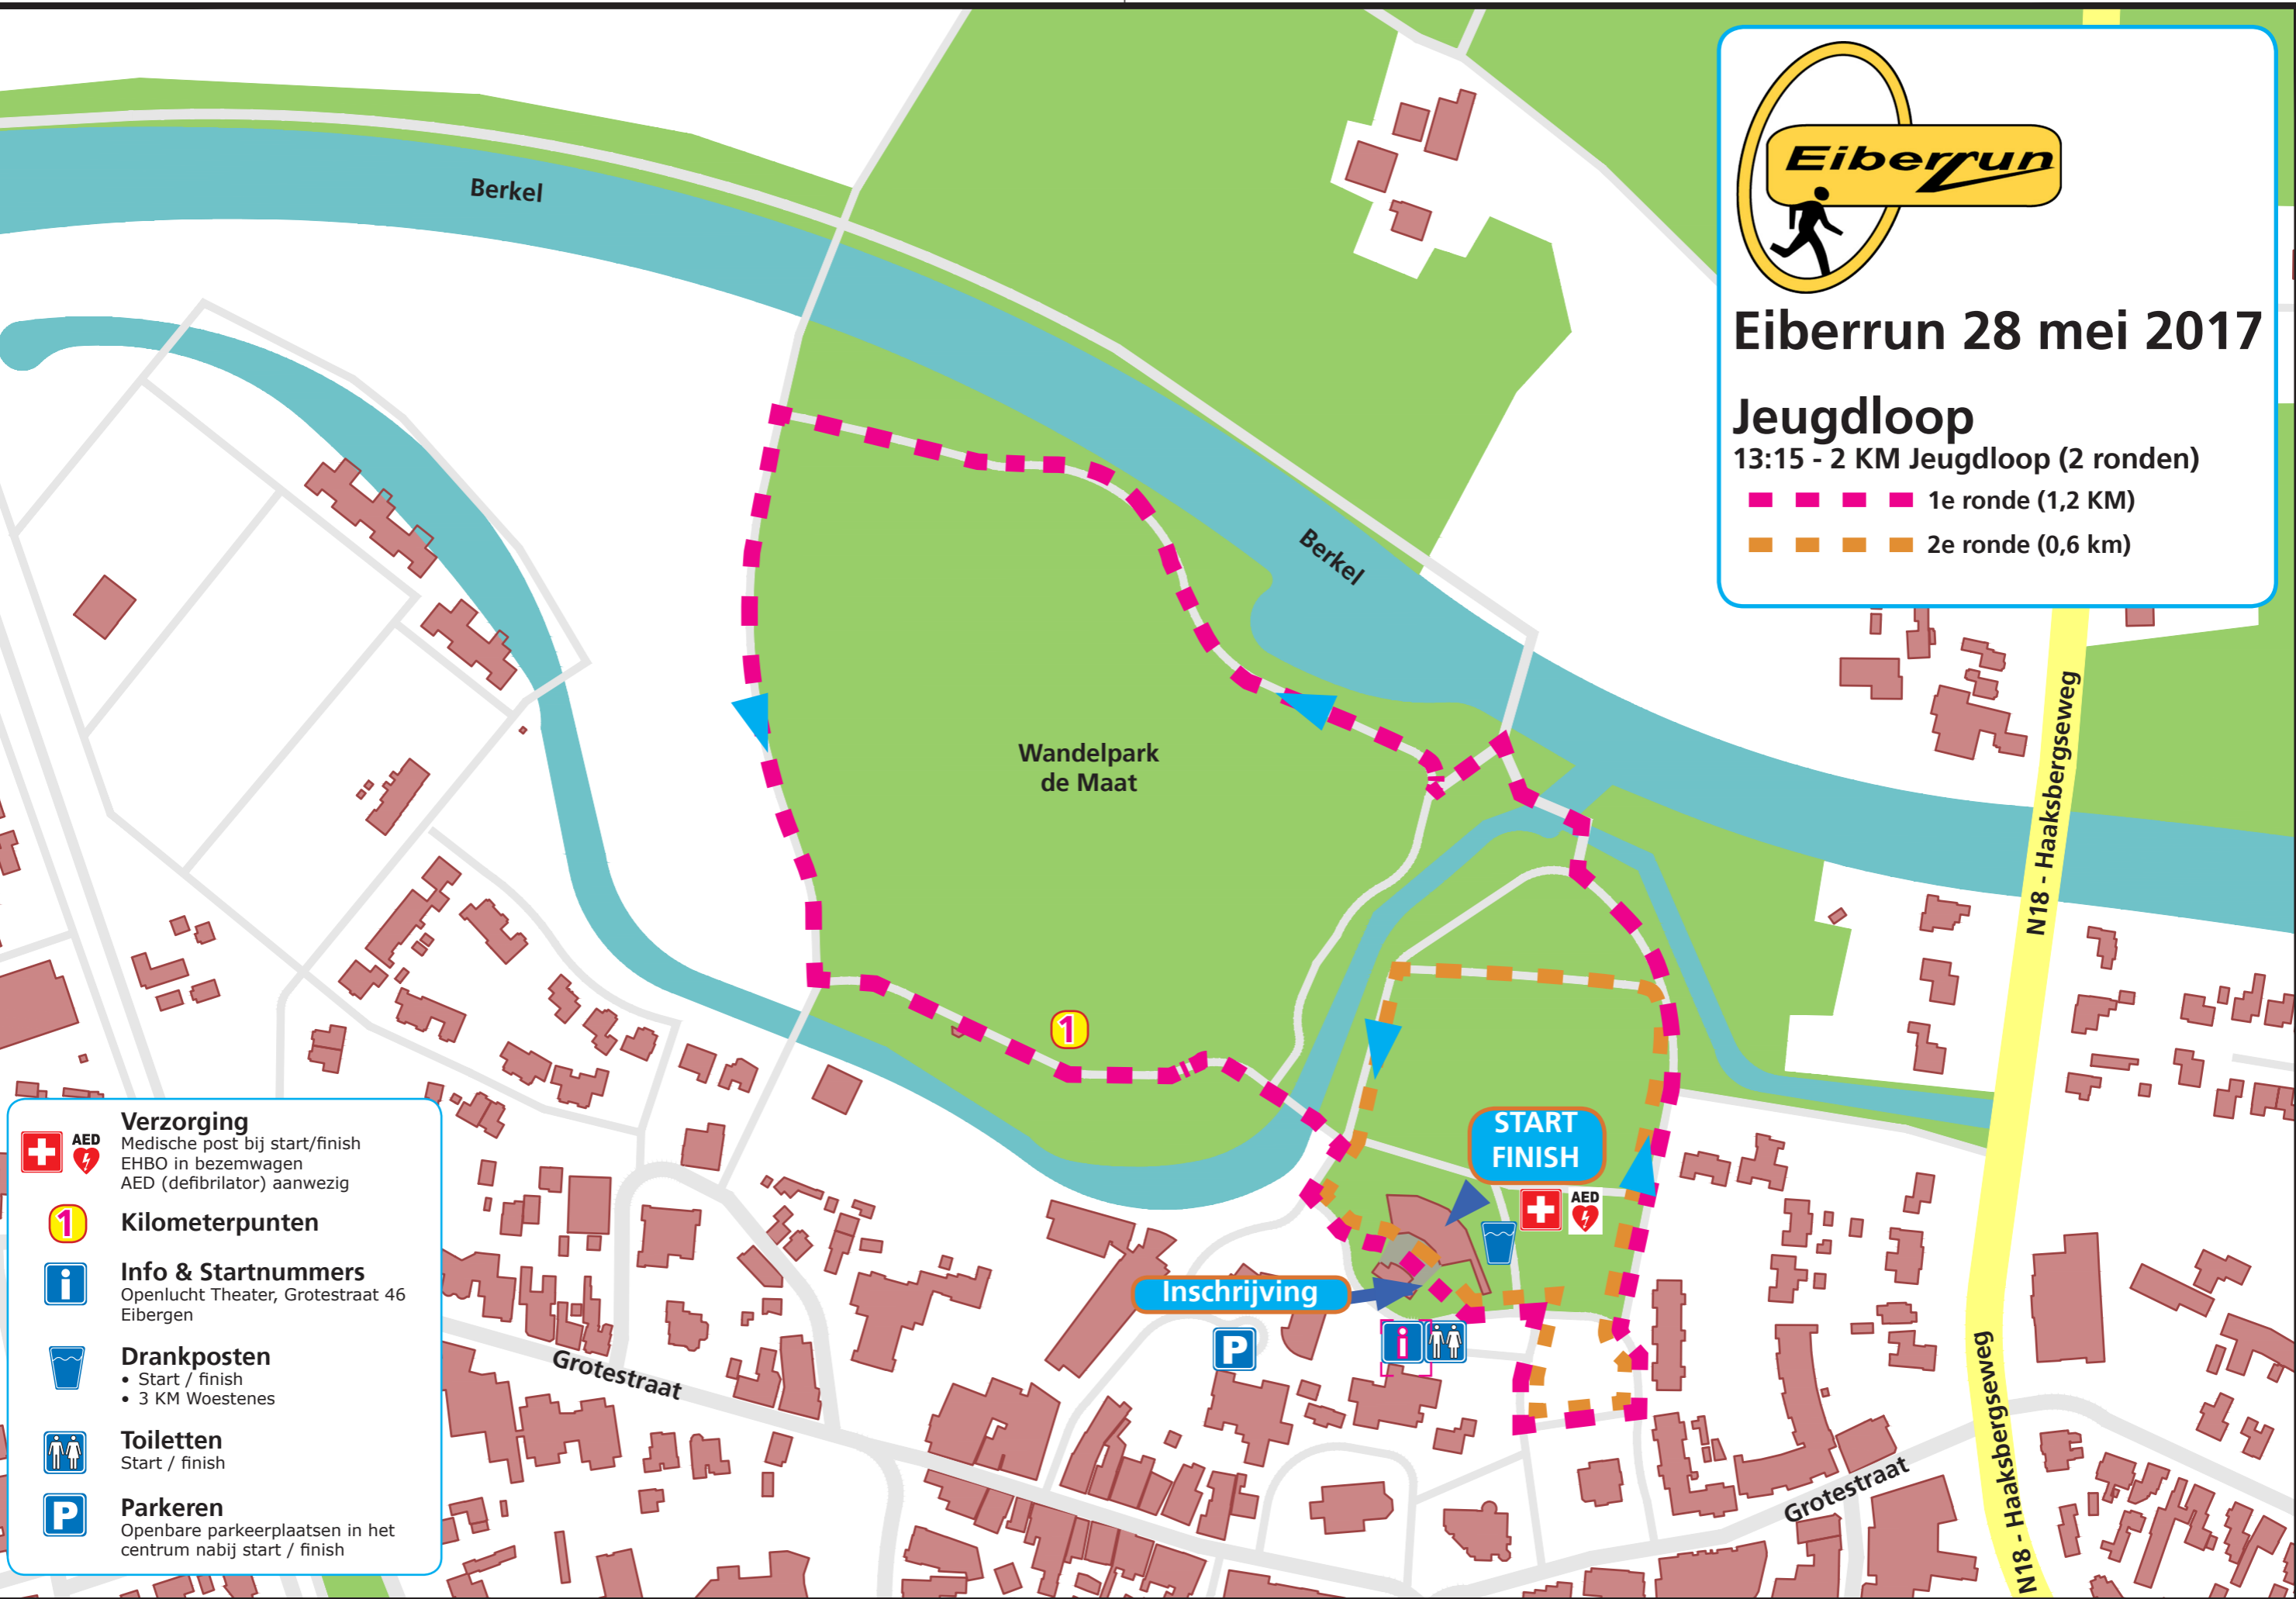 Eiberrun
Eiberrun 28 mei 2017
Jeugdloop
13:15 - 2 KM Jeugdloop (2 ronden)
1e ronde (1,2 KM)
2e ronde (0,6 km)
Berkel
Berkel
Wandelpark
de Maat
N18 - Haaksbergseweg
1
START
FINISH
AED
Inschrijving
P
i
Grotestraat
Grotestraat
N18 - Haaksbergseweg
AED
Verzorging
Medische post bij start/finish
EHBO in bezemwagen
AED (defibrilator) aanwezig
1
Kilometerpunten
i
Info & Startnummers
Openlucht Theater, Grotestraat 46
Eibergen
Drankposten
• Start / finish
• 3 KM Woestenes
Toiletten
Start / finish
P
Parkeren
Openbare parkeerplaatsen in het
centrum nabij start / finish